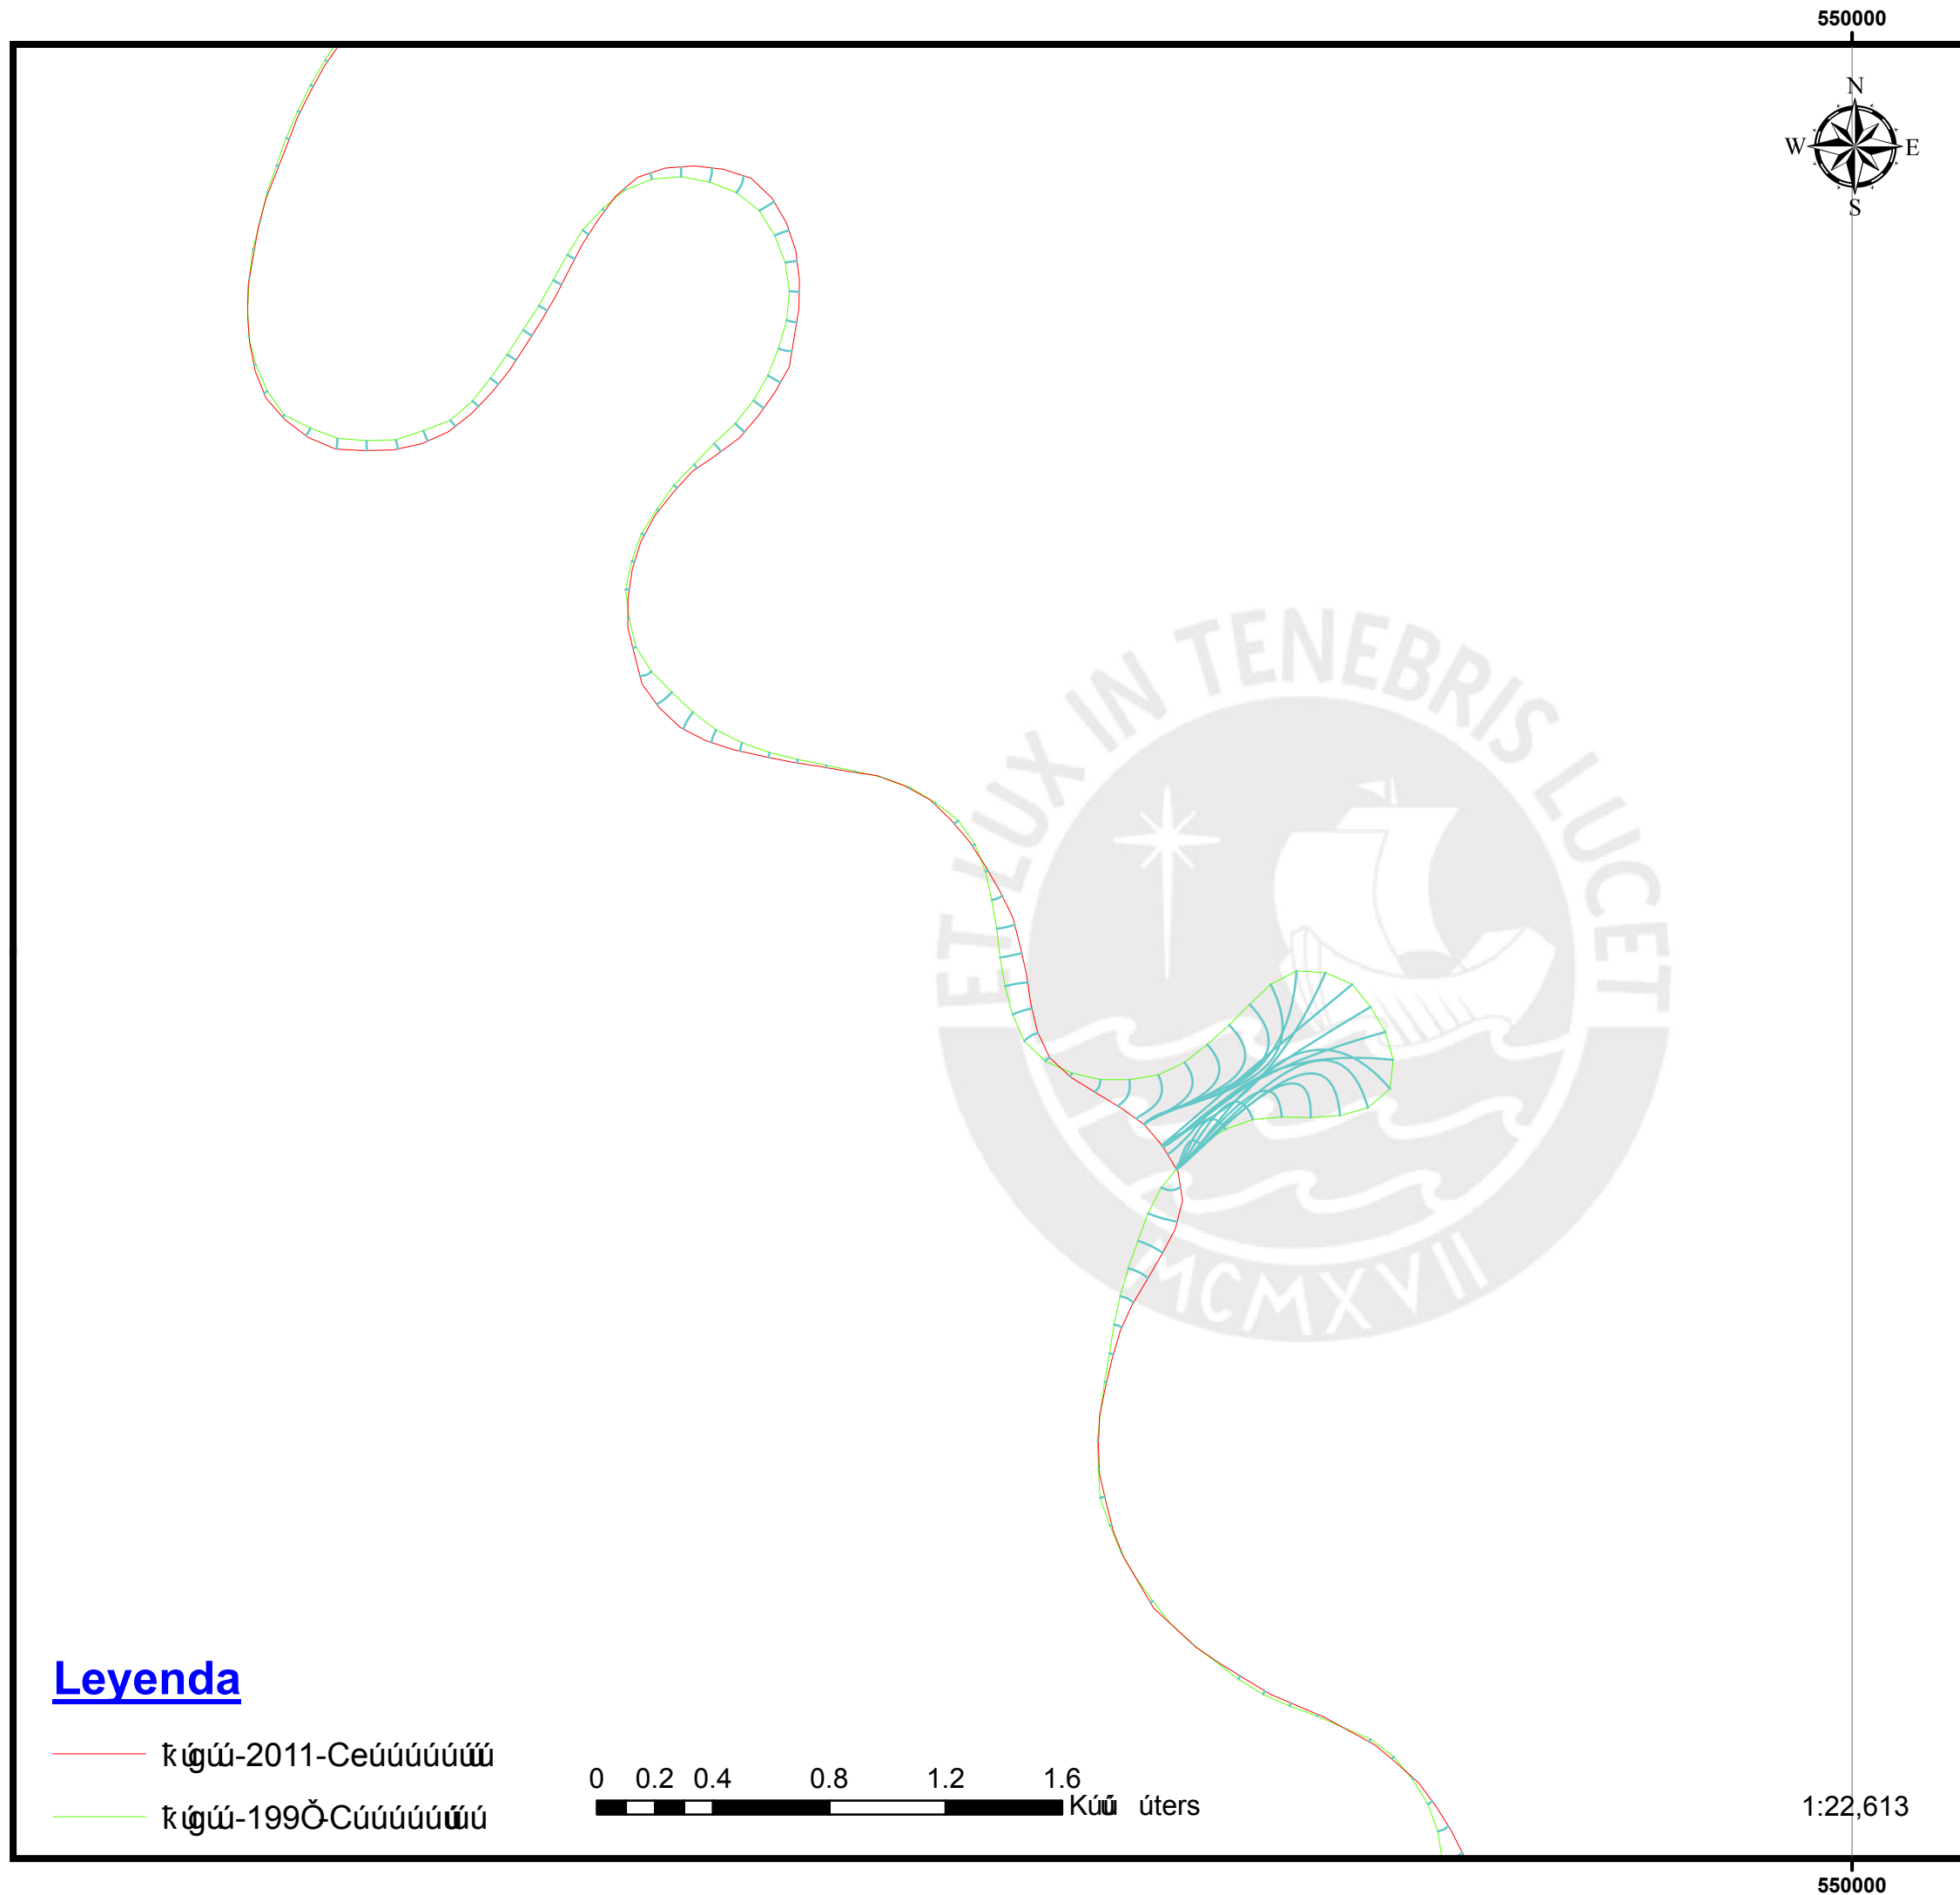 550000
N
W E
S
ET LUX IN TENEBRIS LUCET
MCMXVII
Leyenda
-2011-
0 0.2 0.4 0.8 1.2 1.6
1:22,613
550000